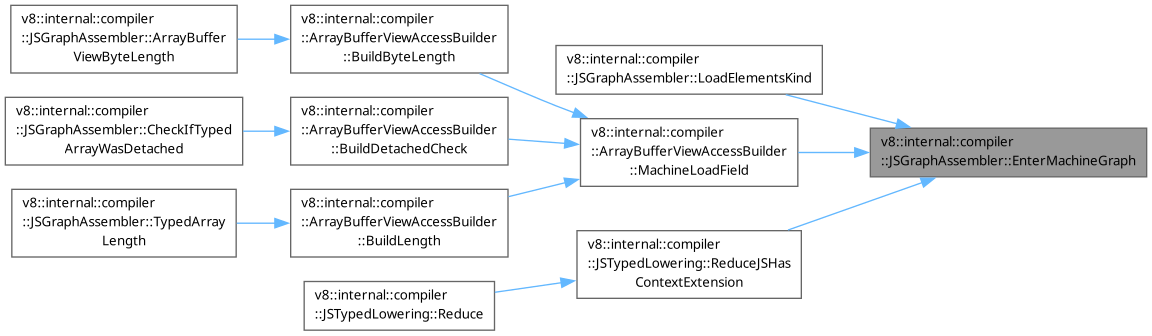 v8::internal::compiler
::JSGraphAssembler::ArrayBuffer
ViewByteLength
v8::internal::compiler
::ArrayBufferViewAccessBuilder
::BuildByteLength
v8::internal::compiler
::JSGraphAssembler::LoadElementsKind
v8::internal::compiler
::JSGraphAssembler::CheckIfTyped
ArrayWasDetached
v8::internal::compiler
::ArrayBufferViewAccessBuilder
::BuildDetachedCheck
v8::internal::compiler
::ArrayBufferViewAccessBuilder
::MachineLoadField
v8::internal::compiler
::JSGraphAssembler::EnterMachineGraph
v8::internal::compiler
::JSGraphAssembler::TypedArray
Length
v8::internal::compiler
::ArrayBufferViewAccessBuilder
::BuildLength
v8::internal::compiler
::JSTypedLowering::ReduceJSHas
ContextExtension
v8::internal::compiler
::JSTypedLowering::Reduce